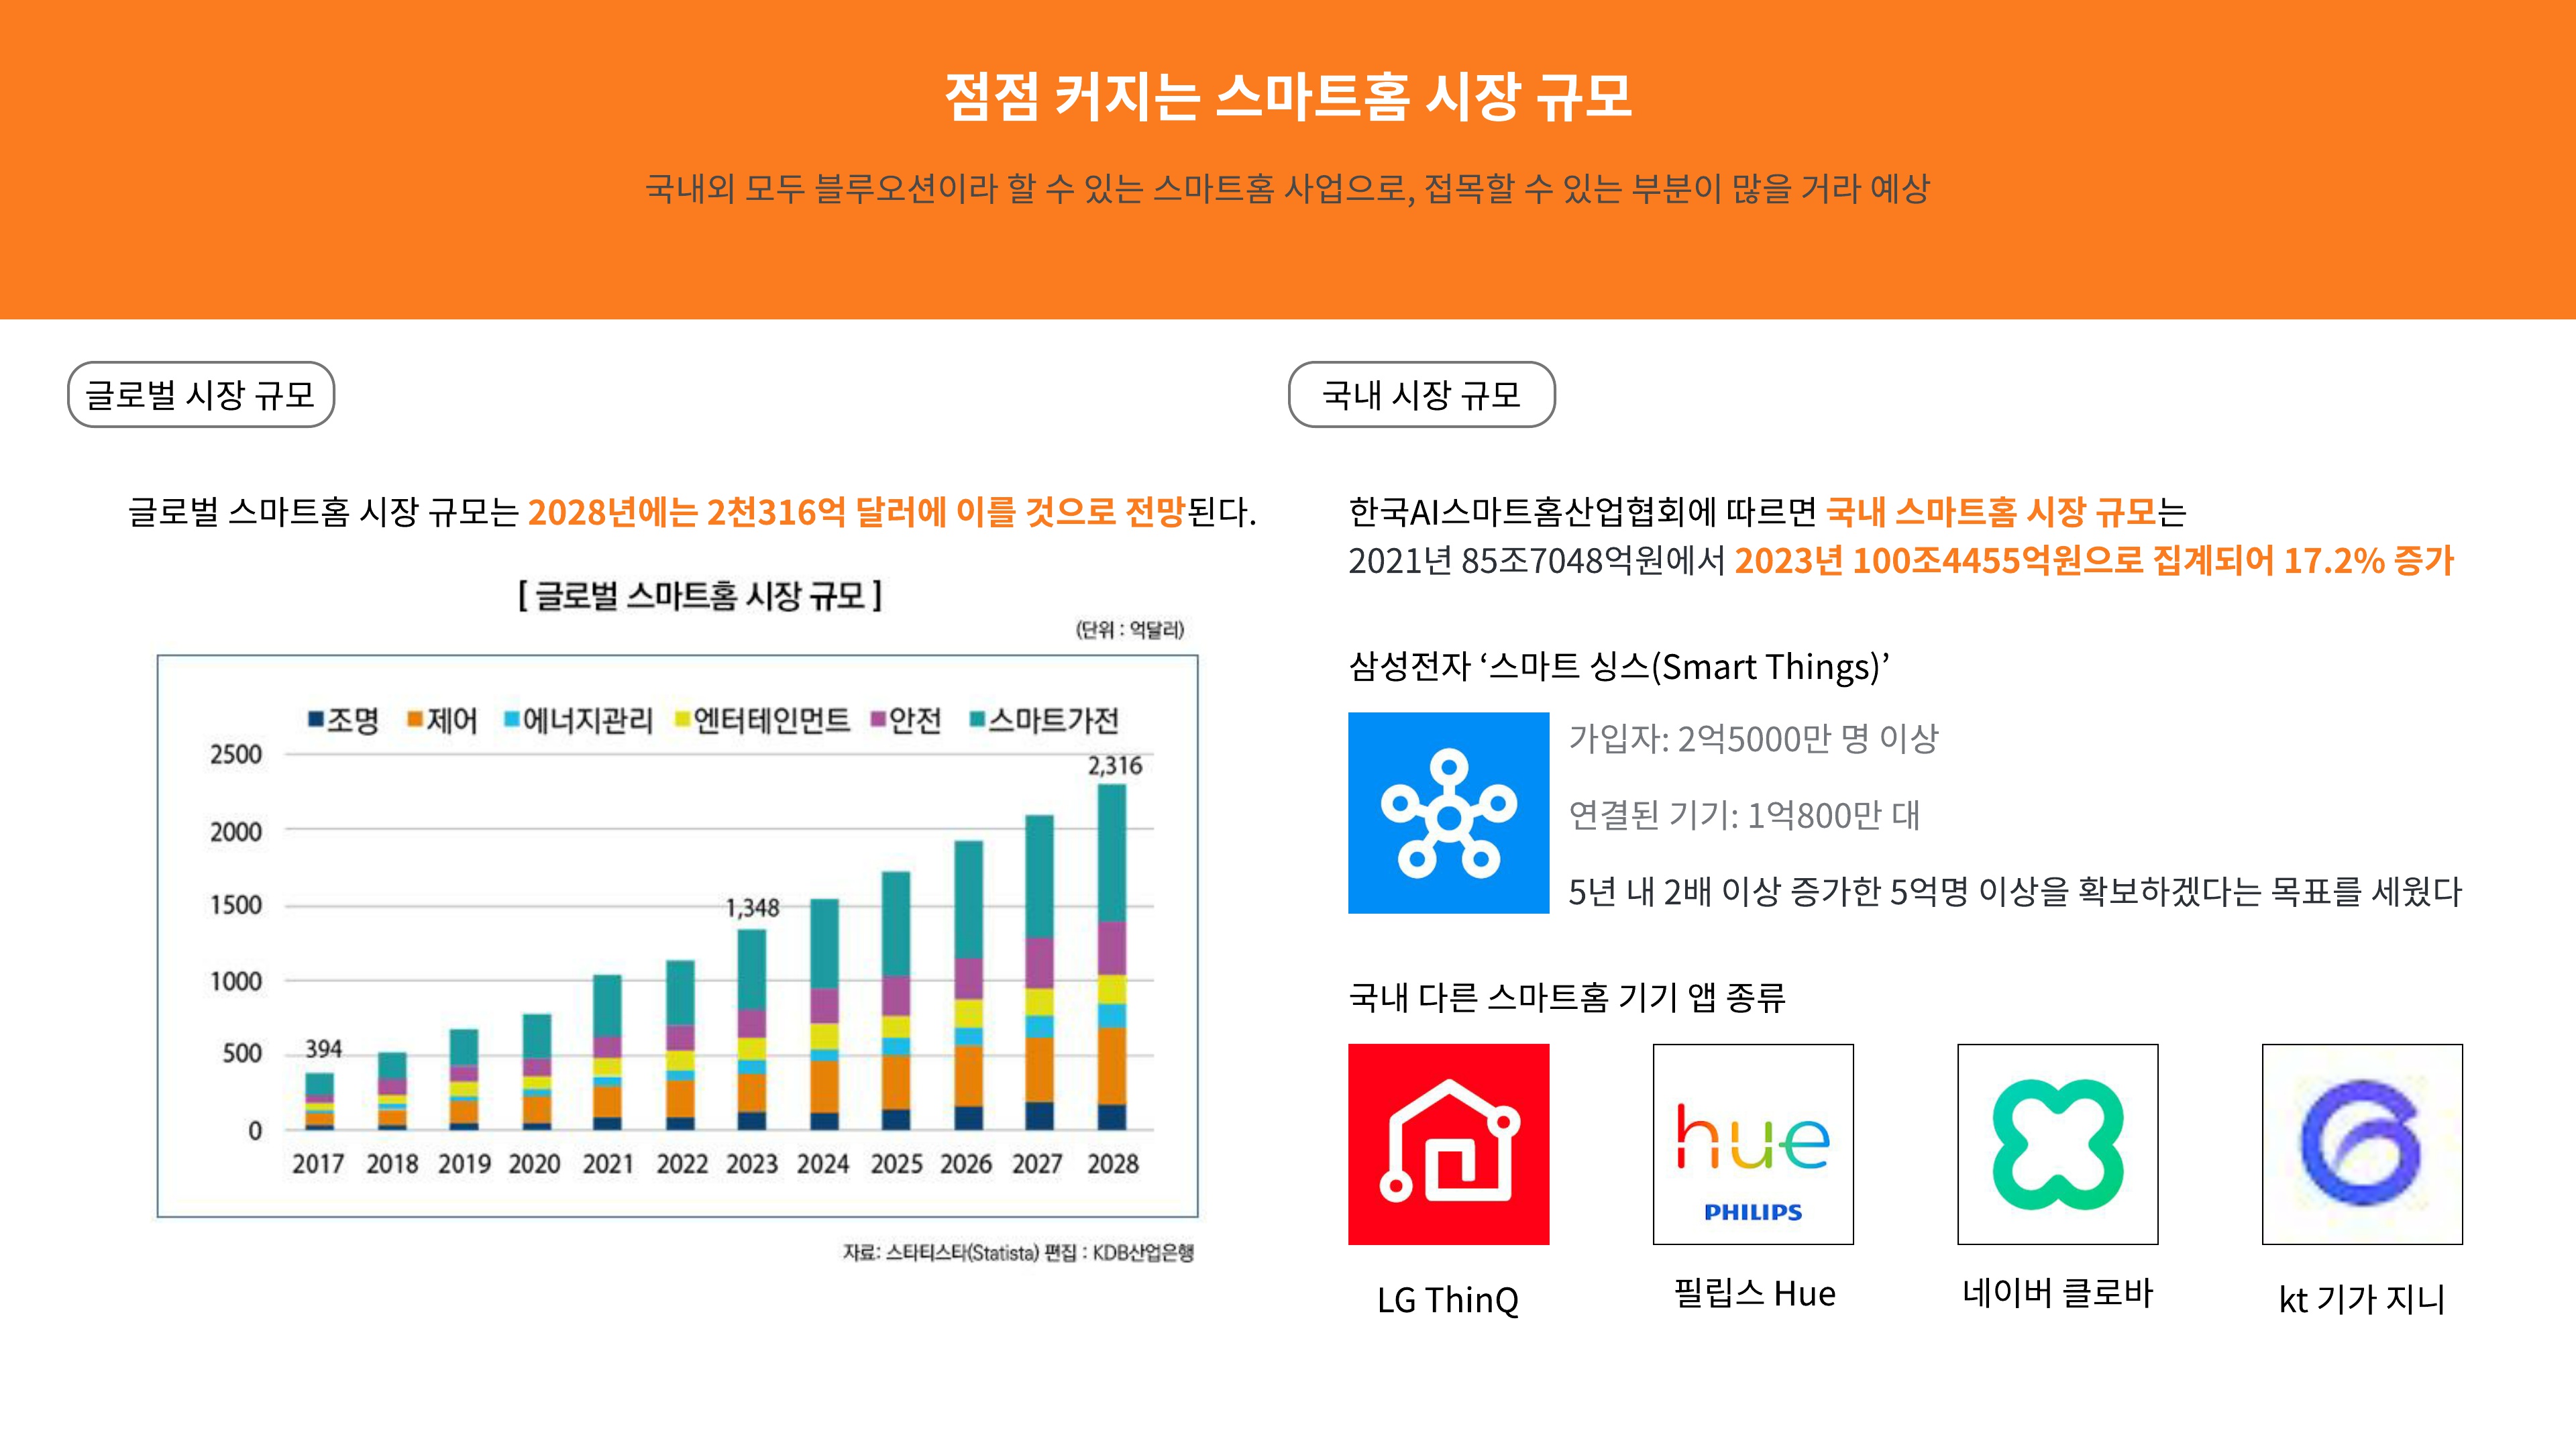 점점 커지는 스마트홈 시장 규모
국내외 모두 블루오션이라 할 수 있는 스마트홈 사업으로, 접목할 수 있는 부분이 많을 거라 예상
글로벌 시장 규모
글로벌 스마트홈 시장 규모는 2028년에는 2천316억 달러에 이를 것으로 전망된다.
[ 글로벌 스마트홈 시장 규모 ]
(단위 : 억달러)
조명 제어 에너지관리 엔터테인먼트 안전 스마트가전
2500
2,316
2000
1500
1,348
1000
500
394
0
2017 2018 2019 2020 2021 2022 2023 2024 2025 2026 2027 2028
자료: 스타티스타(Statista) 편집 : KDB산업은행
국내 시장 규모
한국AI스마트홈산업협회에 따르면 국내 스마트홈 시장 규모는
2021년 85조7048억원에서 2023년 100조4455억원으로 집계되어 17.2% 증가
삼성전자 ‘스마트 싱스(Smart Things)’
가입자: 2억5000만 명 이상
연결된 기기: 1억800만 대
5년 내 2배 이상 증가한 5억명 이상을 확보하겠다는 목표를 세웠다
국내 다른 스마트홈 기기 앱 종류
hue
PHILIPS
LG ThinQ
필립스 Hue
네이버 클로바
kt 기가 지니